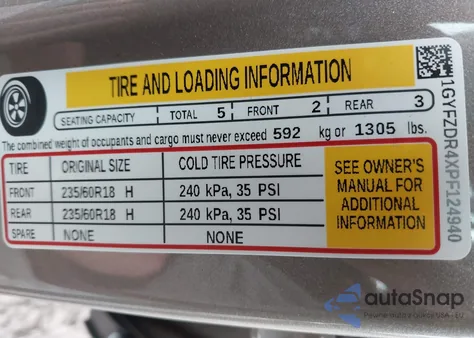 TIRE AND LOADING INFORMATION
SEATING CAPACITY TOTAL 5 FRONT 2 REAR 3
The combined weight of occupants and cargo must never exceed 592 kg or 1305 lbs.
TIRE ORIGINAL SIZE COLD TIRE PRESSURE
FRONT 235/60R18 H 240 kPa, 35 PSI
REAR 235/60R18 H 240 kPa, 35 PSI
SPARE NONE NONE
SEE OWNER'S
MANUAL FOR
ADDITIONAL
INFORMATION
1GYFZDR4XPF124940
autaSnap